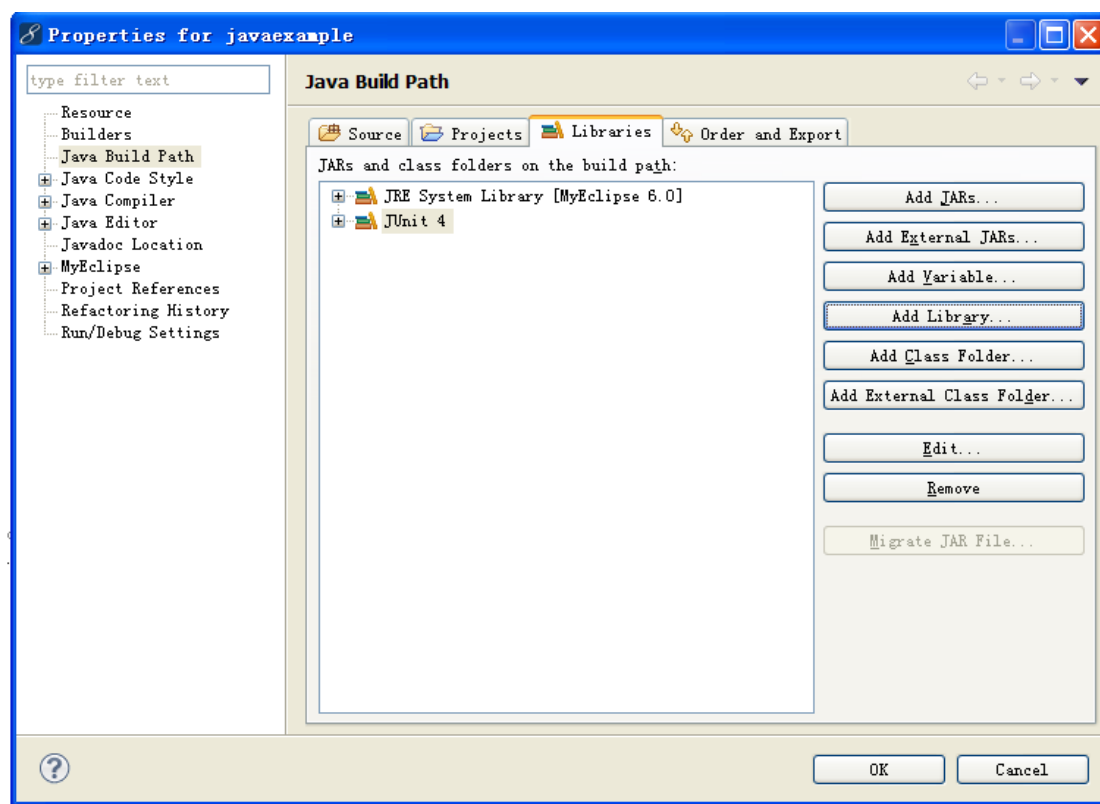 Properties for javaexample
type filter text
Resource
Builders
Java Build Path
Java Code Style
Java Compiler
Java Editor
Javadoc Location
MyEclipse
Project References
Refactoring History
Run/Debug Settings
Java Build Path
Source Projects Libraries Order and Export
JARs and class folders on the build path:
JRE System Library [MyEclipse 6.0]
JUnit 4
Add JARs...
Add External JARs...
Add Variable...
Add Library...
Add Class Folder...
Add External Class Folder...
Edit...
Remove
Migrate JAR File...
?
OK Cancel